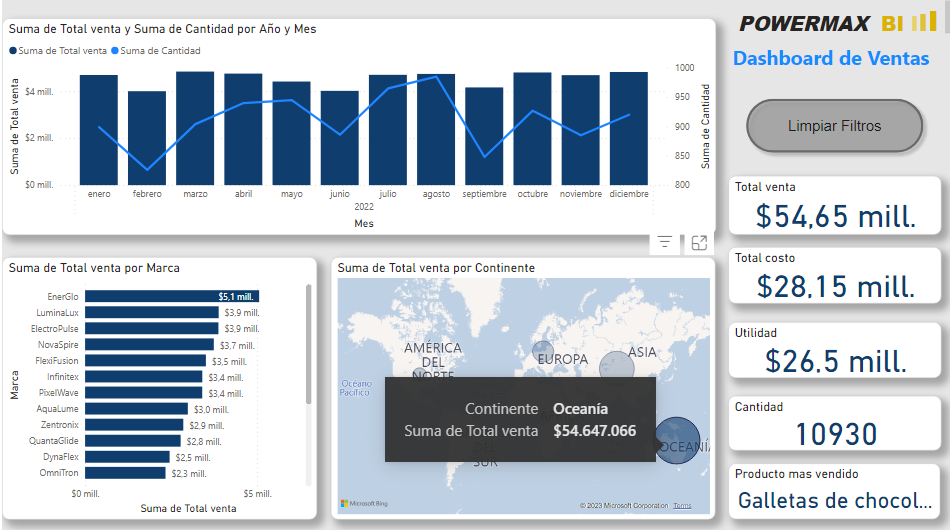 Suma de Total venta y Suma de Cantidad por Año y Mes
Suma de Total venta Suma de Cantidad
Suma de Total venta
$4 mill.
$2 mill.
$0 mill.
1000
950
900
850
800
Suma de Cantidad
enero febrero marzo abril mayo junio julio agosto septiembre octubre noviembre diciembre
2022
Mes
POWERMAX BI
Dashboard de Ventas
Limpiar Filtros
Total venta
$54,65 mill.
Total costo
$28,15 mill.
Utilidad
$26.5 mill.
Cantidad
10930
Producto mas vendido
Galletas de chocol...
Suma de Total venta por Marca
Marca
EnerGlo $5,1 mill.
LuminaLux $3,9 mill.
ElectroPulse $3,9 mill.
NovaSpire $3,7 mill.
FlexiFusion $3,5 mill.
Infinitex $3,4 mill.
PixelWave $3,4 mill.
AquaLume $3,0 mill.
Zentronix $2,9 mill.
QuantaGlide $2,8 mill.
DynaFlex $2,5 mill.
OmniTron $2,3 mill.
$0 mill. $5 mill.
Suma de Total venta
Suma de Total venta por Continente
AMÉRICA
DEL
NORTE
EUROPA
ASIA
Océano
Pacífico
Continente Oceanía
Suma de Total venta $54.647.066
OCEANÍ
SUR
Microsoft Bing
© 2023 Microsoft Corporation Terms